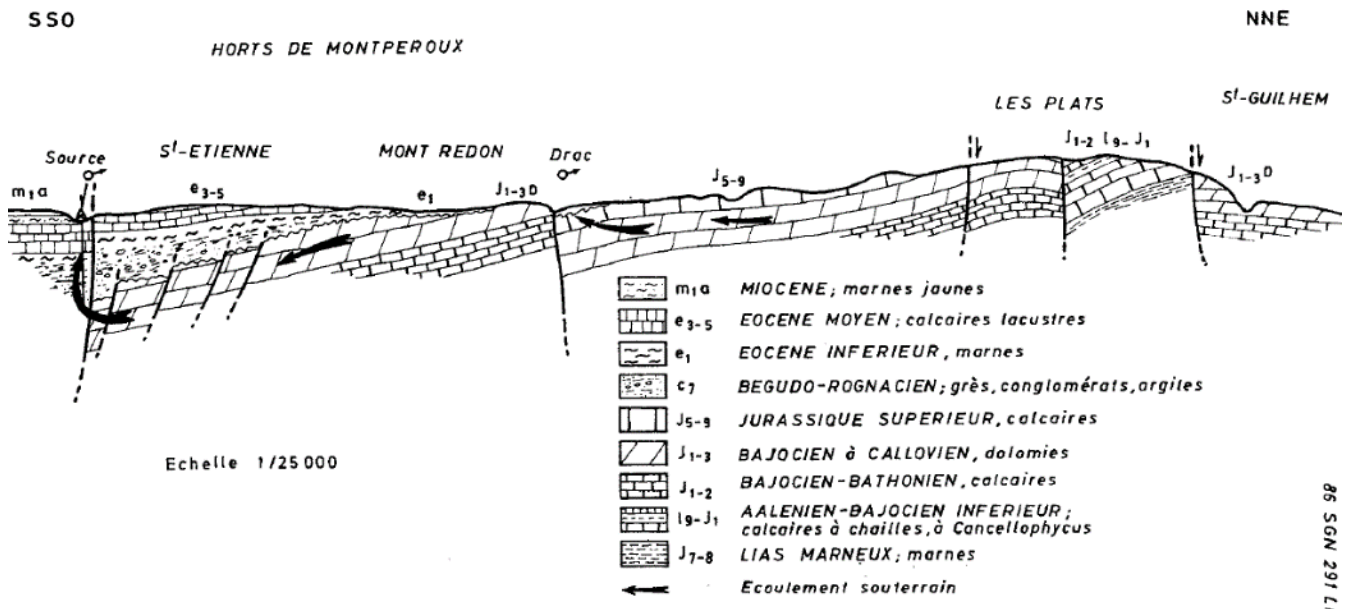 SSO
NNE
HORTS DE MONTPEROUX
LES PLATS
St-GUILHEM
Source
St-ETIENNE
MONT REDON
Drac
J1-2 l9-J1
m1a
e3-5
e1
J1-3D
J5-9
J1-3D
m1a MIOCENE; marnes jaunes
e3-5 EOCENE MOYEN; calcaires lacustres
e1 EOCENE INFERIEUR, marnes
c7 BEGUDO-ROGNACIEN; grès, conglomérats, argiles
J5-9 JURASSIQUE SUPERIEUR, calcaires
J1-3 BAJOCIEN à CALLOVIEN, dolomies
J1-2 BAJOCIEN-BATHONIEN, calcaires
l9-J1 AALENIEN-BAJOCIEN INFERIEUR;
calcaires à chailles, à Cancellophycus
J7-8 LIAS MARNEUX; marnes
Ecoulement souterrain
Echelle 1/25000
86 SGN 291